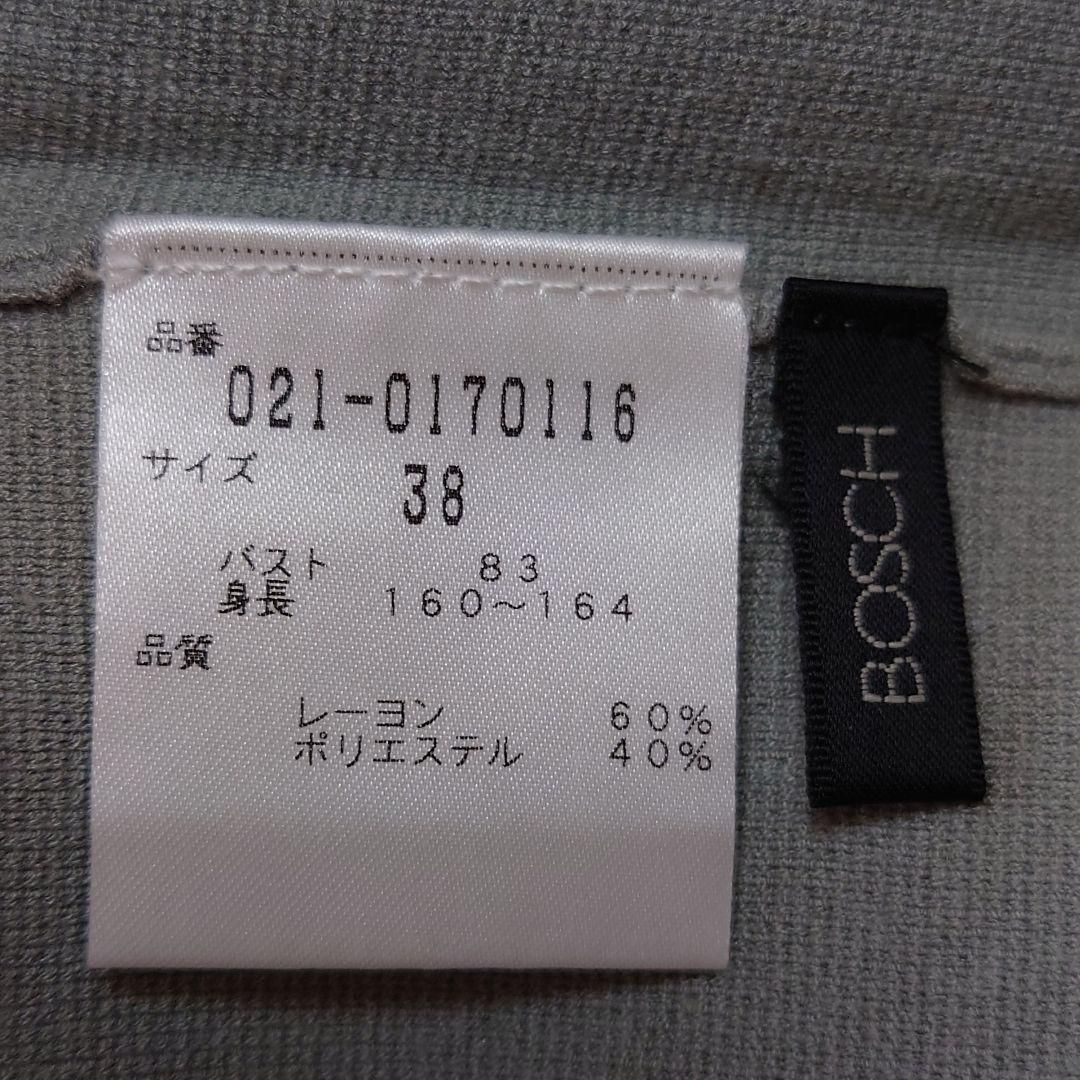 品番
021-0170116
サイズ 38
バスト 83
身長 160〜164
品質
レーヨン 60%
ポリエステル 40%
BOSCH